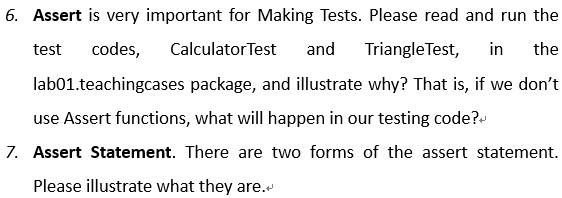 6. Assert is very important for Making Tests. Please read and run the
test codes, CalculatorTest and TriangleTest, in the
lab01.teachingcases package, and illustrate why? That is, if we don't
use Assert functions, what will happen in our testing code?↵
7. Assert Statement. There are two forms of the assert statement.
Please illustrate what they are.↵